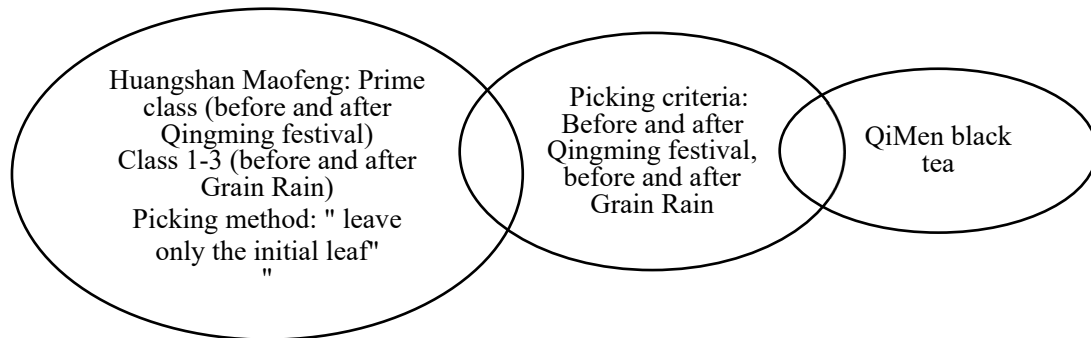 Huangshan Maofeng: Prime
class (before and after
Qingming festival)
Class 1-3 (before and after
Grain Rain)
Picking method: " leave
only the initial leaf"
"
Picking criteria:
Before and after
Qingming festival,
before and after
Grain Rain
QiMen black
tea